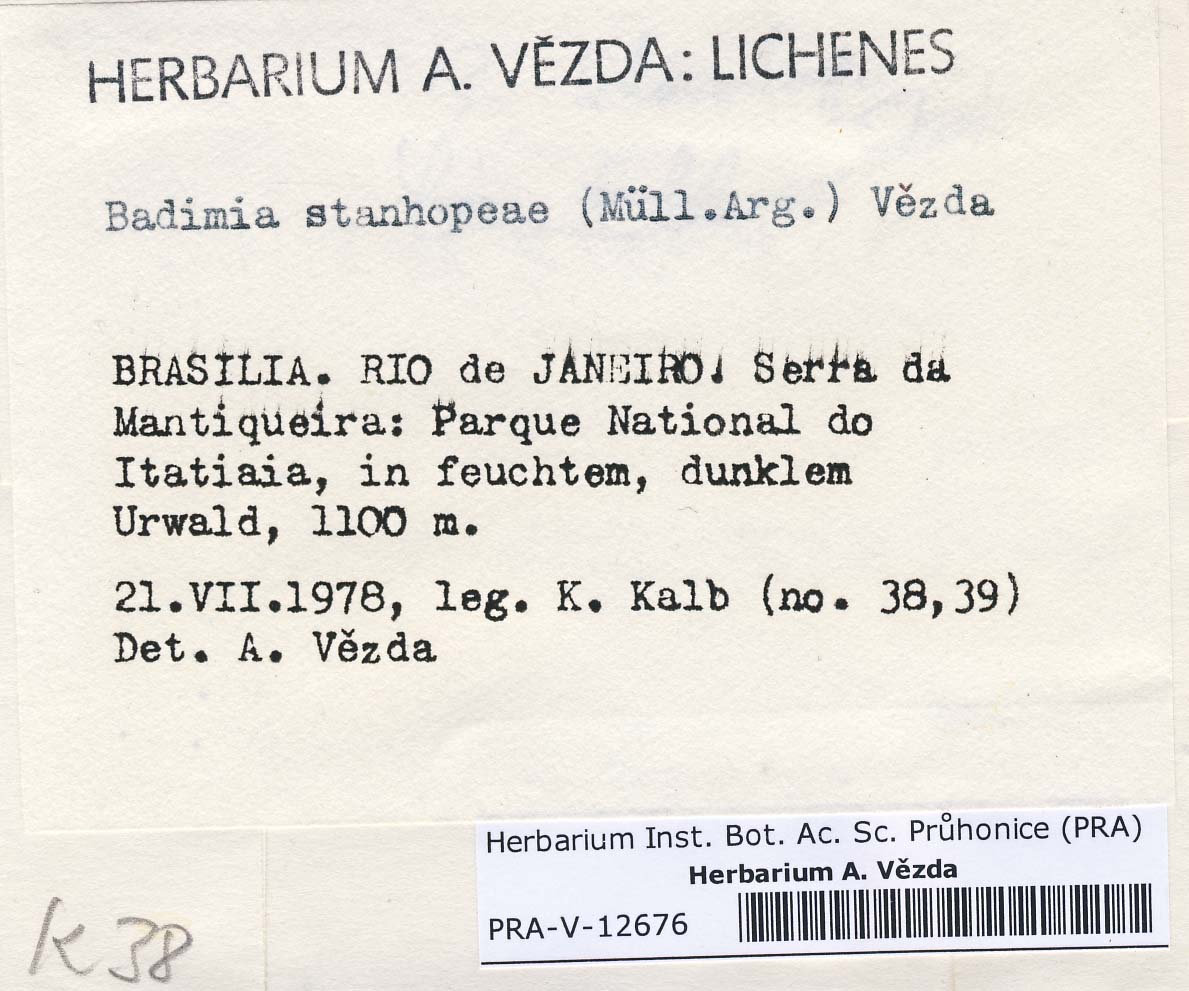 HERBARIUM A. VĚZDA: LICHENES
Badimia stanhopeae (Müll.Arg.) Vězda
BRASILIA. RIO de JANEIRO. Serra da
Mantiqueira: Parque National do
Itatiaia, in feuchtem, dunklem
Urwald, 1100 m.
21.VII.1978, leg. K. Kalb (no. 38,39)
Det. A. Vězda
Herbarium Inst. Bot. Ac. Sc. Průhonice (PRA)
Herbarium A. Vězda
PRA-V-12676
K 38